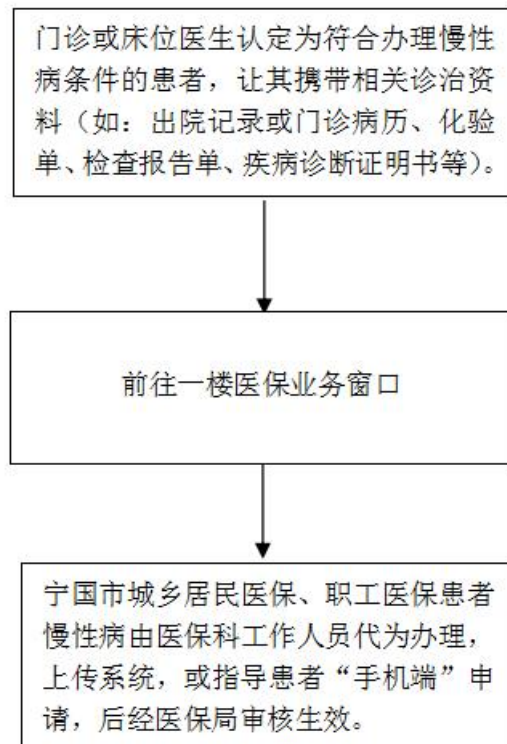 门诊或床位医生认定为符合办理慢性
病条件的患者，让其携带相关诊治资
料（如：出院记录或门诊病历、化验
单、检查报告单、疾病诊断证明书等）。
前往一楼医保业务窗口
宁国市城乡居民医保、职工医保患者
慢性病由医保科工作人员代为办理，
上传系统，或指导患者“手机端”申
请，后经医保局审核生效。